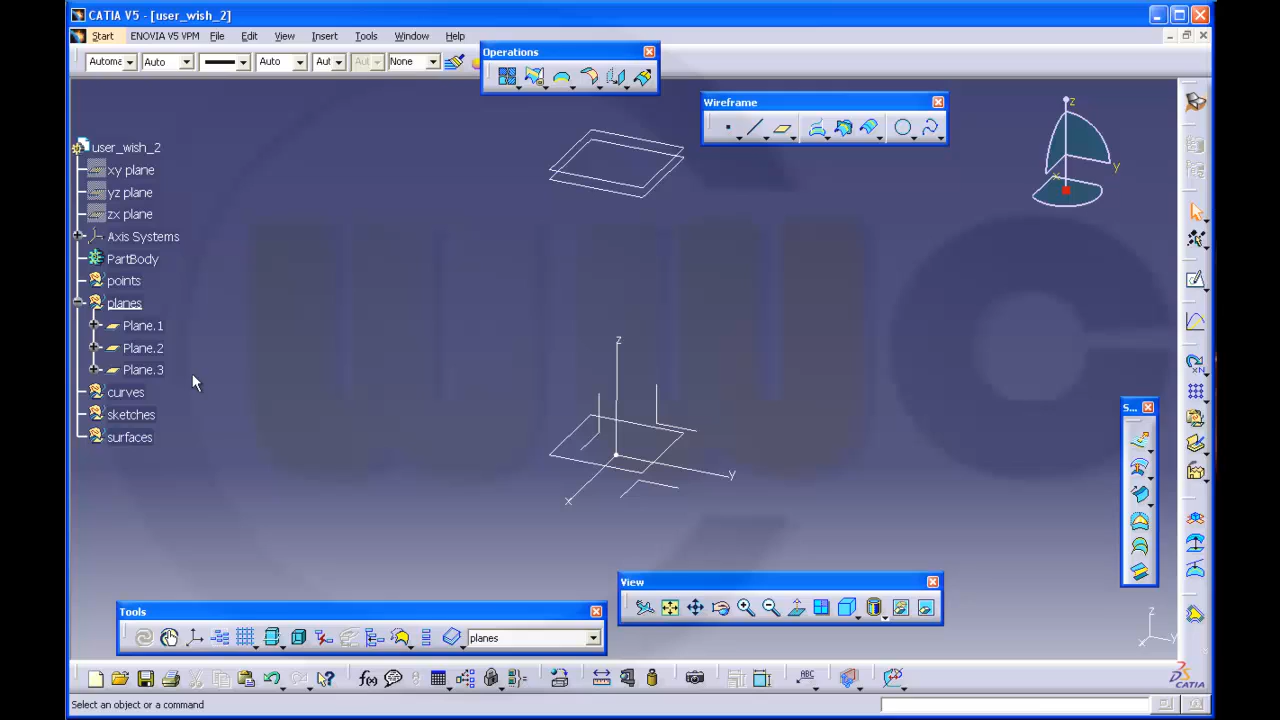 CATIA V5 - [user_wish_2]
Start ENOVIA V5 VPM File Edit View Insert Tools Window Help
Automa Auto Auto Aut Aut None
Operations
Wireframe
z
y
x
user_wish_2
xy plane
yz plane
zx plane
Axis Systems
PartBody
points
planes
Plane.1
Plane.2
Plane.3
curves
sketches
surfaces
z
y
x
S...
View
Tools
planes
z
y
x
CATIA
Select an object or a command